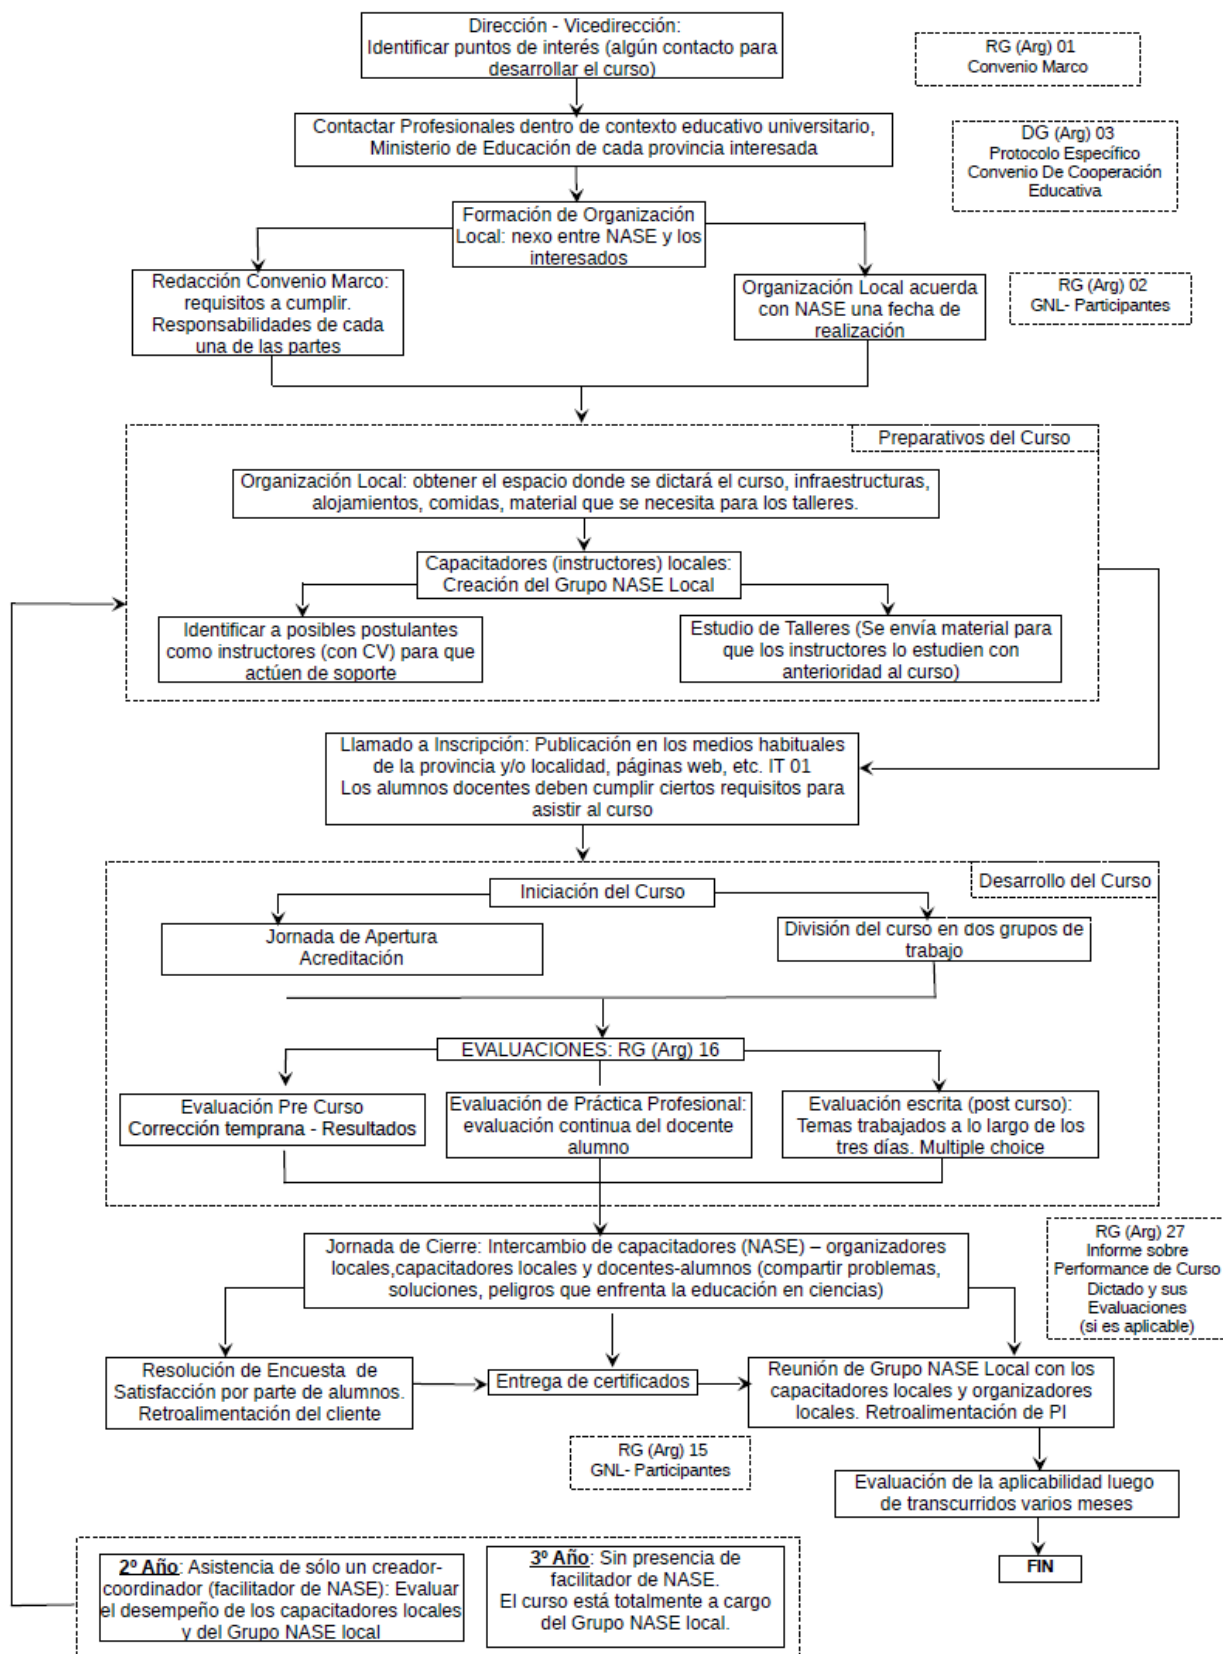 Dirección - Vicedirección:
Identificar puntos de interés (algún contacto para
desarrollar el curso)
RG (Arg) 01
Convenio Marco
Contactar Profesionales dentro de contexto educativo universitario,
Ministerio de Educación de cada provincia interesada
DG (Arg) 03
Protocolo Específico
Convenio De Cooperación
Educativa
Formación de Organización
Local: nexo entre NASE y los
interesados
Redacción Convenio Marco:
requisitos a cumplir.
Responsabilidades de cada
una de las partes
Organización Local acuerda
con NASE una fecha de
realización
RG (Arg) 02
GNL- Participantes
Preparativos del Curso
Organización Local: obtener el espacio donde se dictará el curso, infraestructuras,
alojamientos, comidas, material que se necesita para los talleres.
Capacitadores (instructores) locales:
Creación del Grupo NASE Local
Identificar a posibles postulantes
como instructores (con CV) para que
actúen de soporte
Estudio de Talleres (Se envía material para
que los instructores lo estudien con
anterioridad al curso)
Llamado a Inscripción: Publicación en los medios habituales
de la provincia y/o localidad, páginas web, etc. IT 01
Los alumnos docentes deben cumplir ciertos requisitos para
asistir al curso
Desarrollo del Curso
Iniciación del Curso
Jornada de Apertura
Acreditación
División del curso en dos grupos de
trabajo
EVALUACIONES: RG (Arg) 16
Evaluación Pre Curso
Corrección temprana - Resultados
Evaluación de Práctica Profesional:
evaluación continua del docente
alumno
Evaluación escrita (post curso):
Temas trabajados a lo largo de los
tres días. Multiple choice
Jornada de Cierre: Intercambio de capacitadores (NASE) – organizadores
locales,capacitadores locales y docentes-alumnos (compartir problemas,
soluciones, peligros que enfrenta la educación en ciencias)
RG (Arg) 27
Informe sobre
Performance de Curso
Dictado y sus
Evaluaciones
(si es aplicable)
Resolución de Encuesta de
Satisfacción por parte de alumnos.
Retroalimentación del cliente
Entrega de certificados
Reunión de Grupo NASE Local con los
capacitadores locales y organizadores
locales. Retroalimentación de PI
RG (Arg) 15
GNL- Participantes
Evaluación de la aplicabilidad luego
de transcurridos varios meses
FIN
2º Año: Asistencia de sólo un creador-
coordinador (facilitador de NASE): Evaluar
el desempeño de los capacitadores locales
y del Grupo NASE local
3º Año: Sin presencia de
facilitador de NASE.
El curso está totalmente a cargo
del Grupo NASE local.